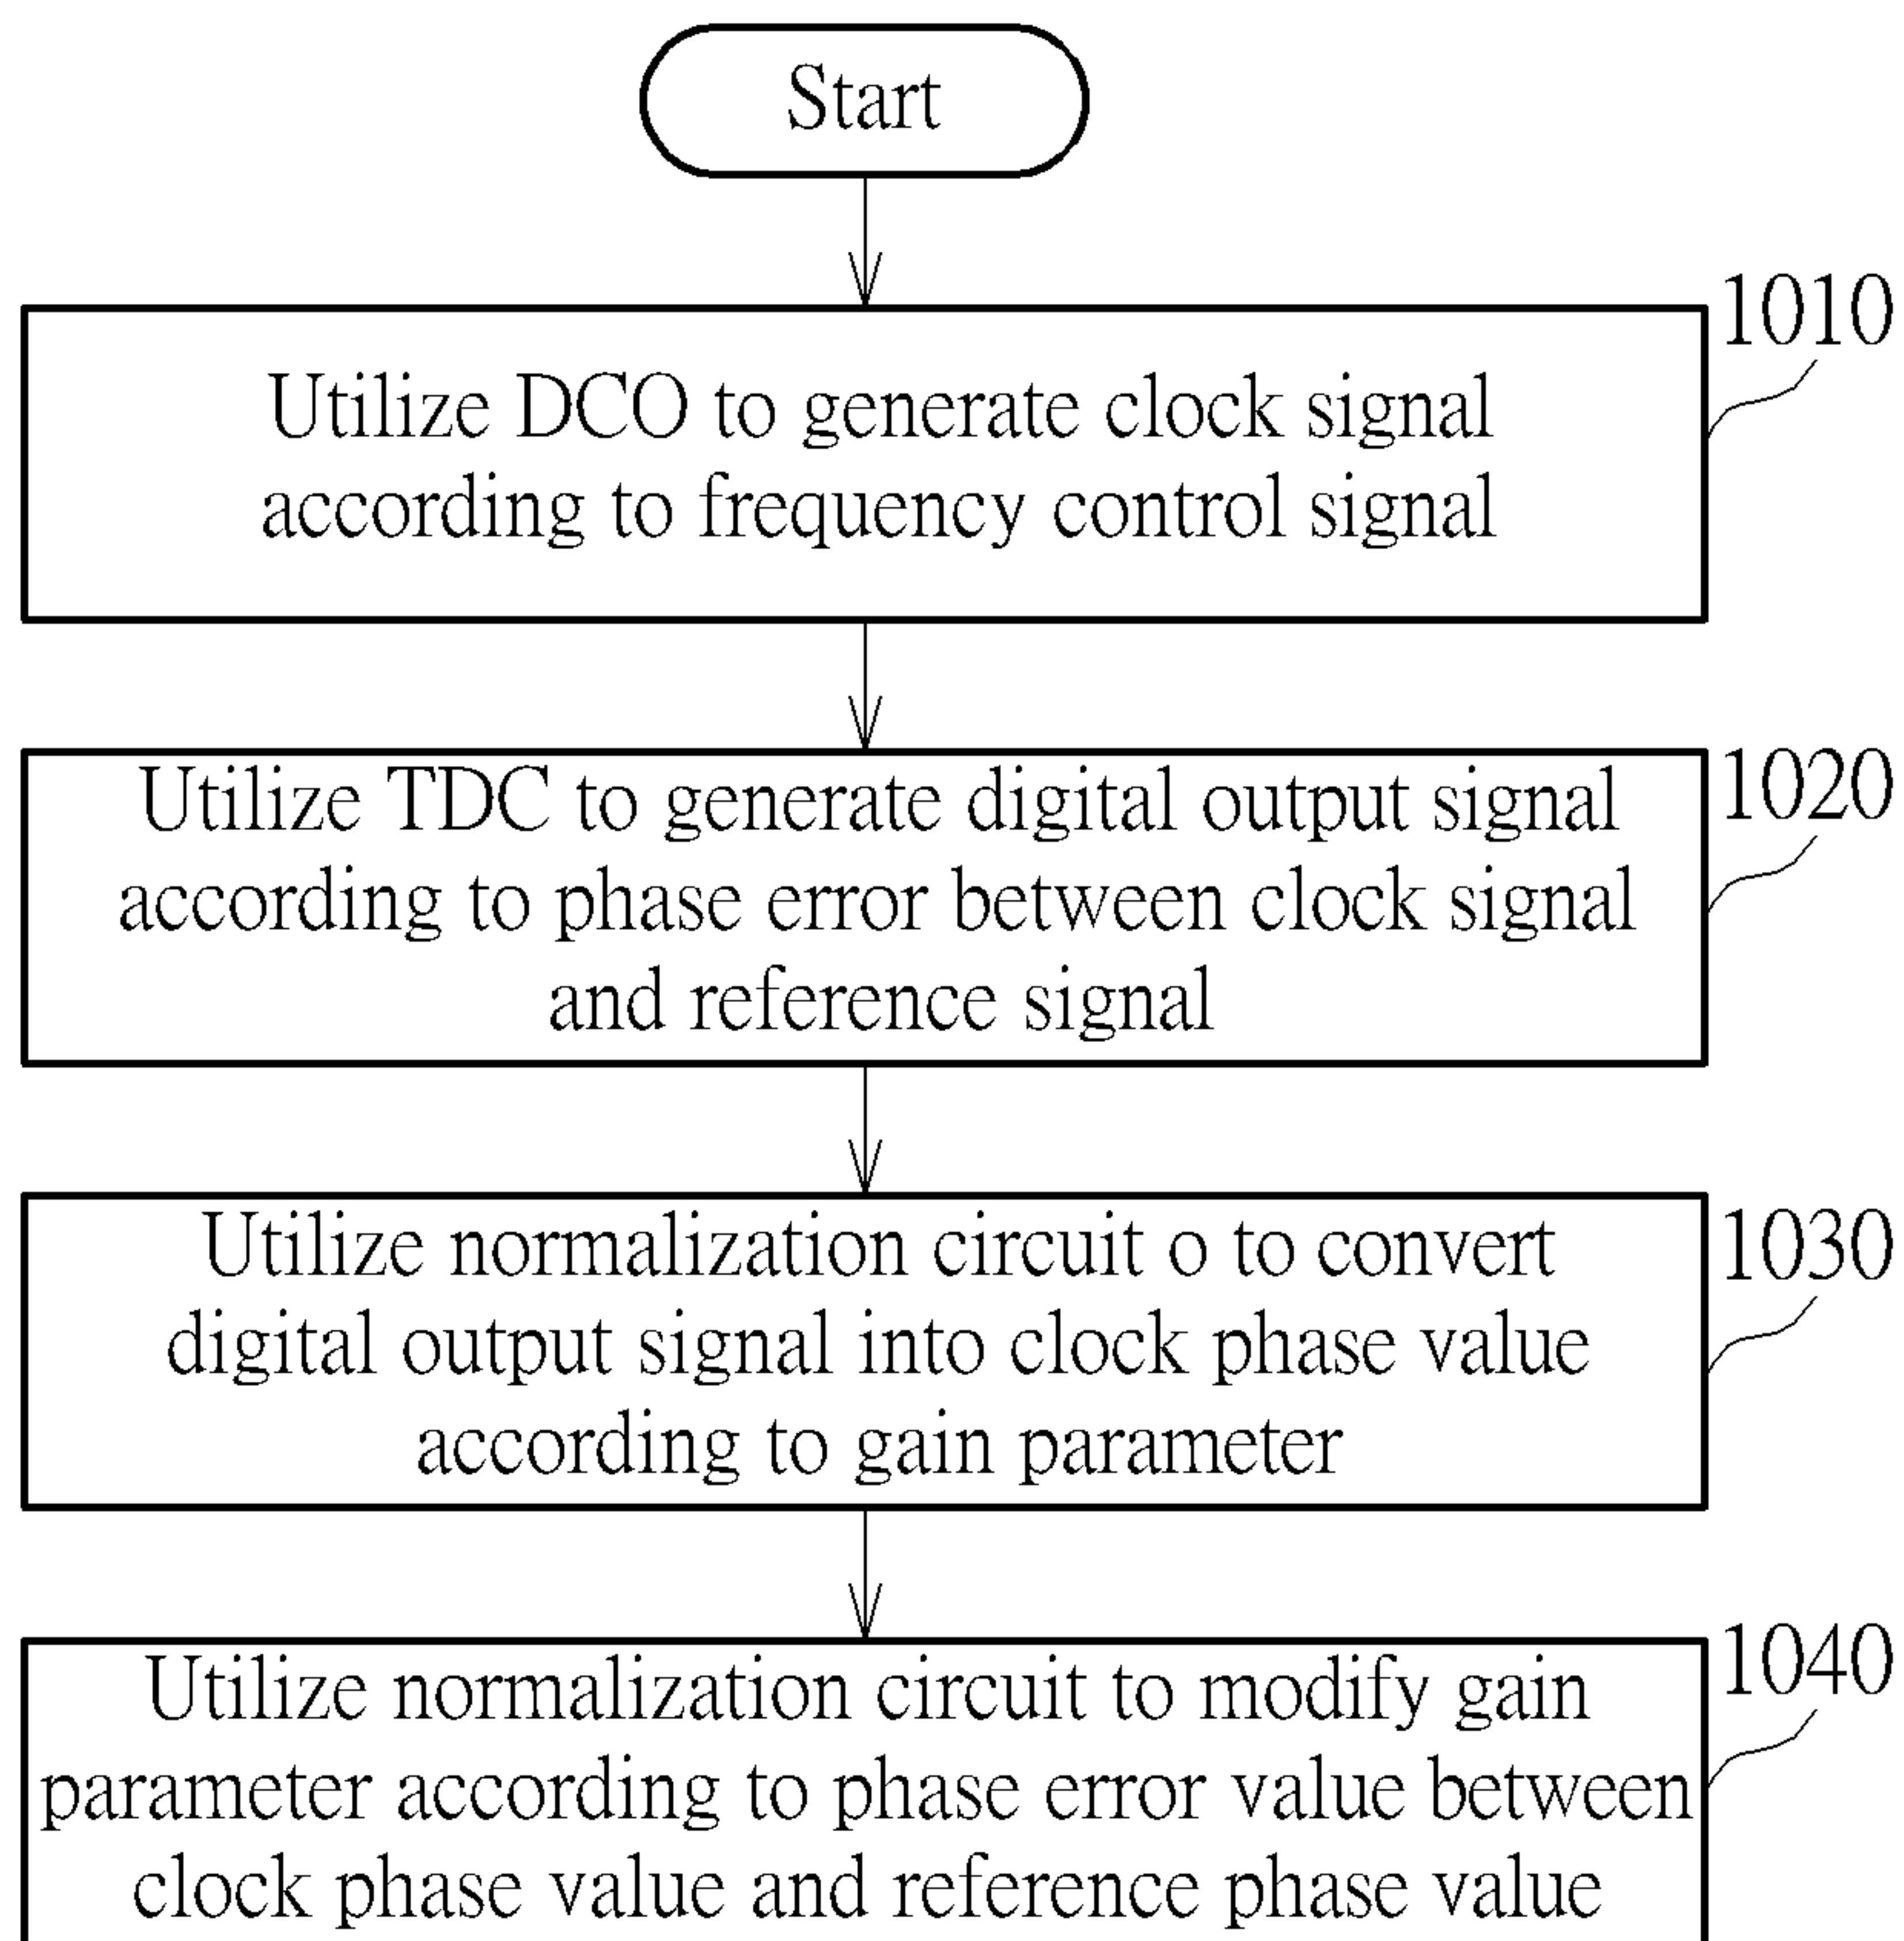 Start
1010
Utilize DCO to generate clock signal
according to frequency control signal
1020
Utilize TDC to generate digital output signal
according to phase error between clock signal
and reference signal
1030
Utilize normalization circuit o to convert
digital output signal into clock phase value
according to gain parameter
1040
Utilize normalization circuit to modify gain
parameter according to phase error value between
clock phase value and reference phase value